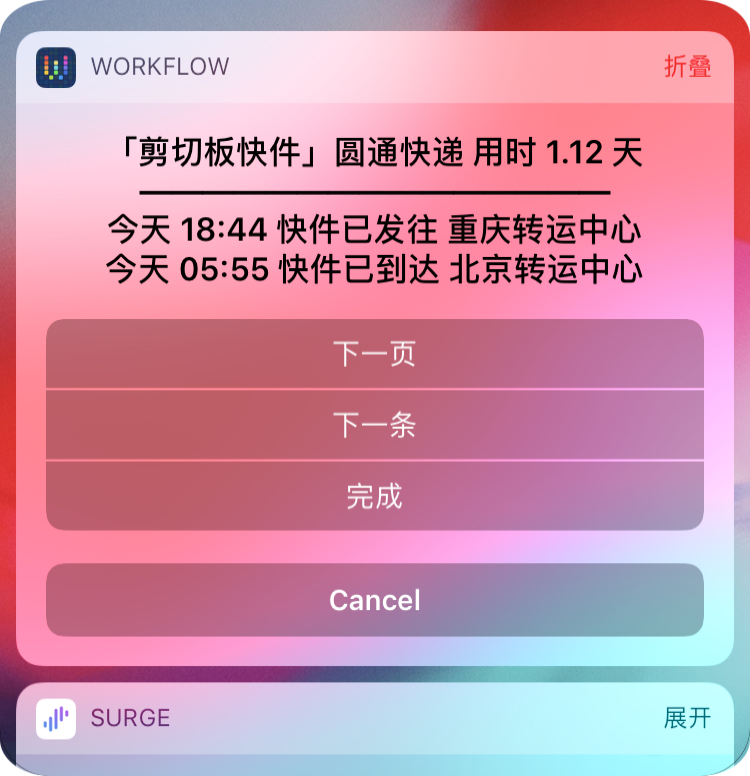 WORKFLOW 折叠
「剪切板快件」圆通快递 用时 1.12 天
今天 18:44 快件已发往 重庆转运中心
今天 05:55 快件已到达 北京转运中心
下一页
下一条
完成
Cancel
SURGE 展开